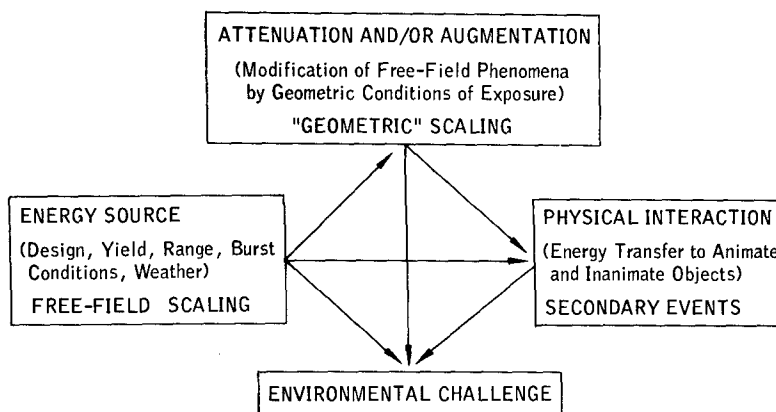 ATTENUATION AND/OR AUGMENTATION
(Modification of Free-Field Phenomena
by Geometric Conditions of Exposure)
"GEOMETRIC" SCALING
ENERGY SOURCE
(Design, Yield, Range, Burst
Conditions, Weather)
FREE-FIELD SCALING
PHYSICAL INTERACTION
(Energy Transfer to Animate
and Inanimate Objects)
SECONDARY EVENTS
ENVIRONMENTAL CHALLENGE